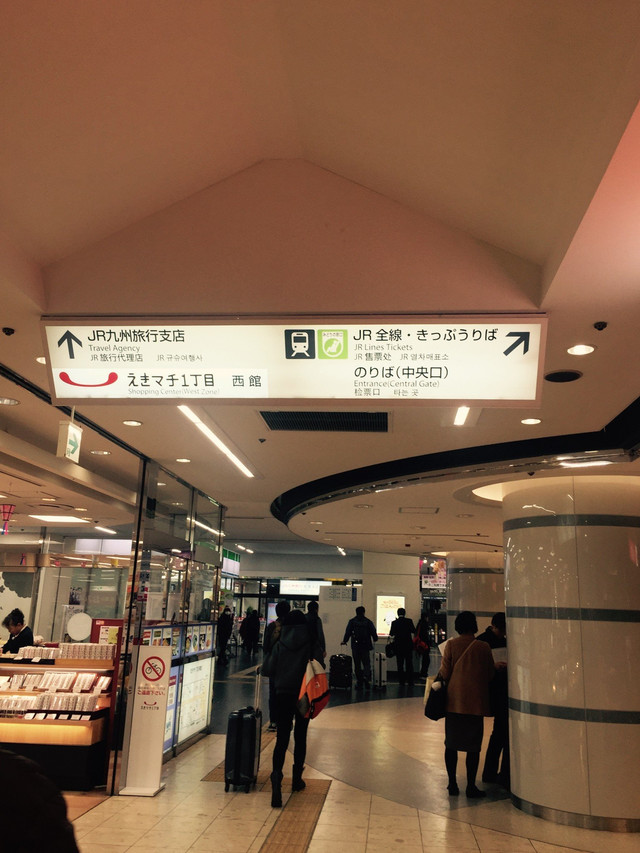 JR九州旅行支店
Travel Agency
JR旅行代理店 JR 규슈여행사
えきマチ1丁目 西館
Shopping Center(West Zone)
JR全線・きっぷうりば
JR Lines Tickets
JR售票处 JR 열차매표소
のりば(中央口)
Entrance(Central Gate)
检票口 타는 곳